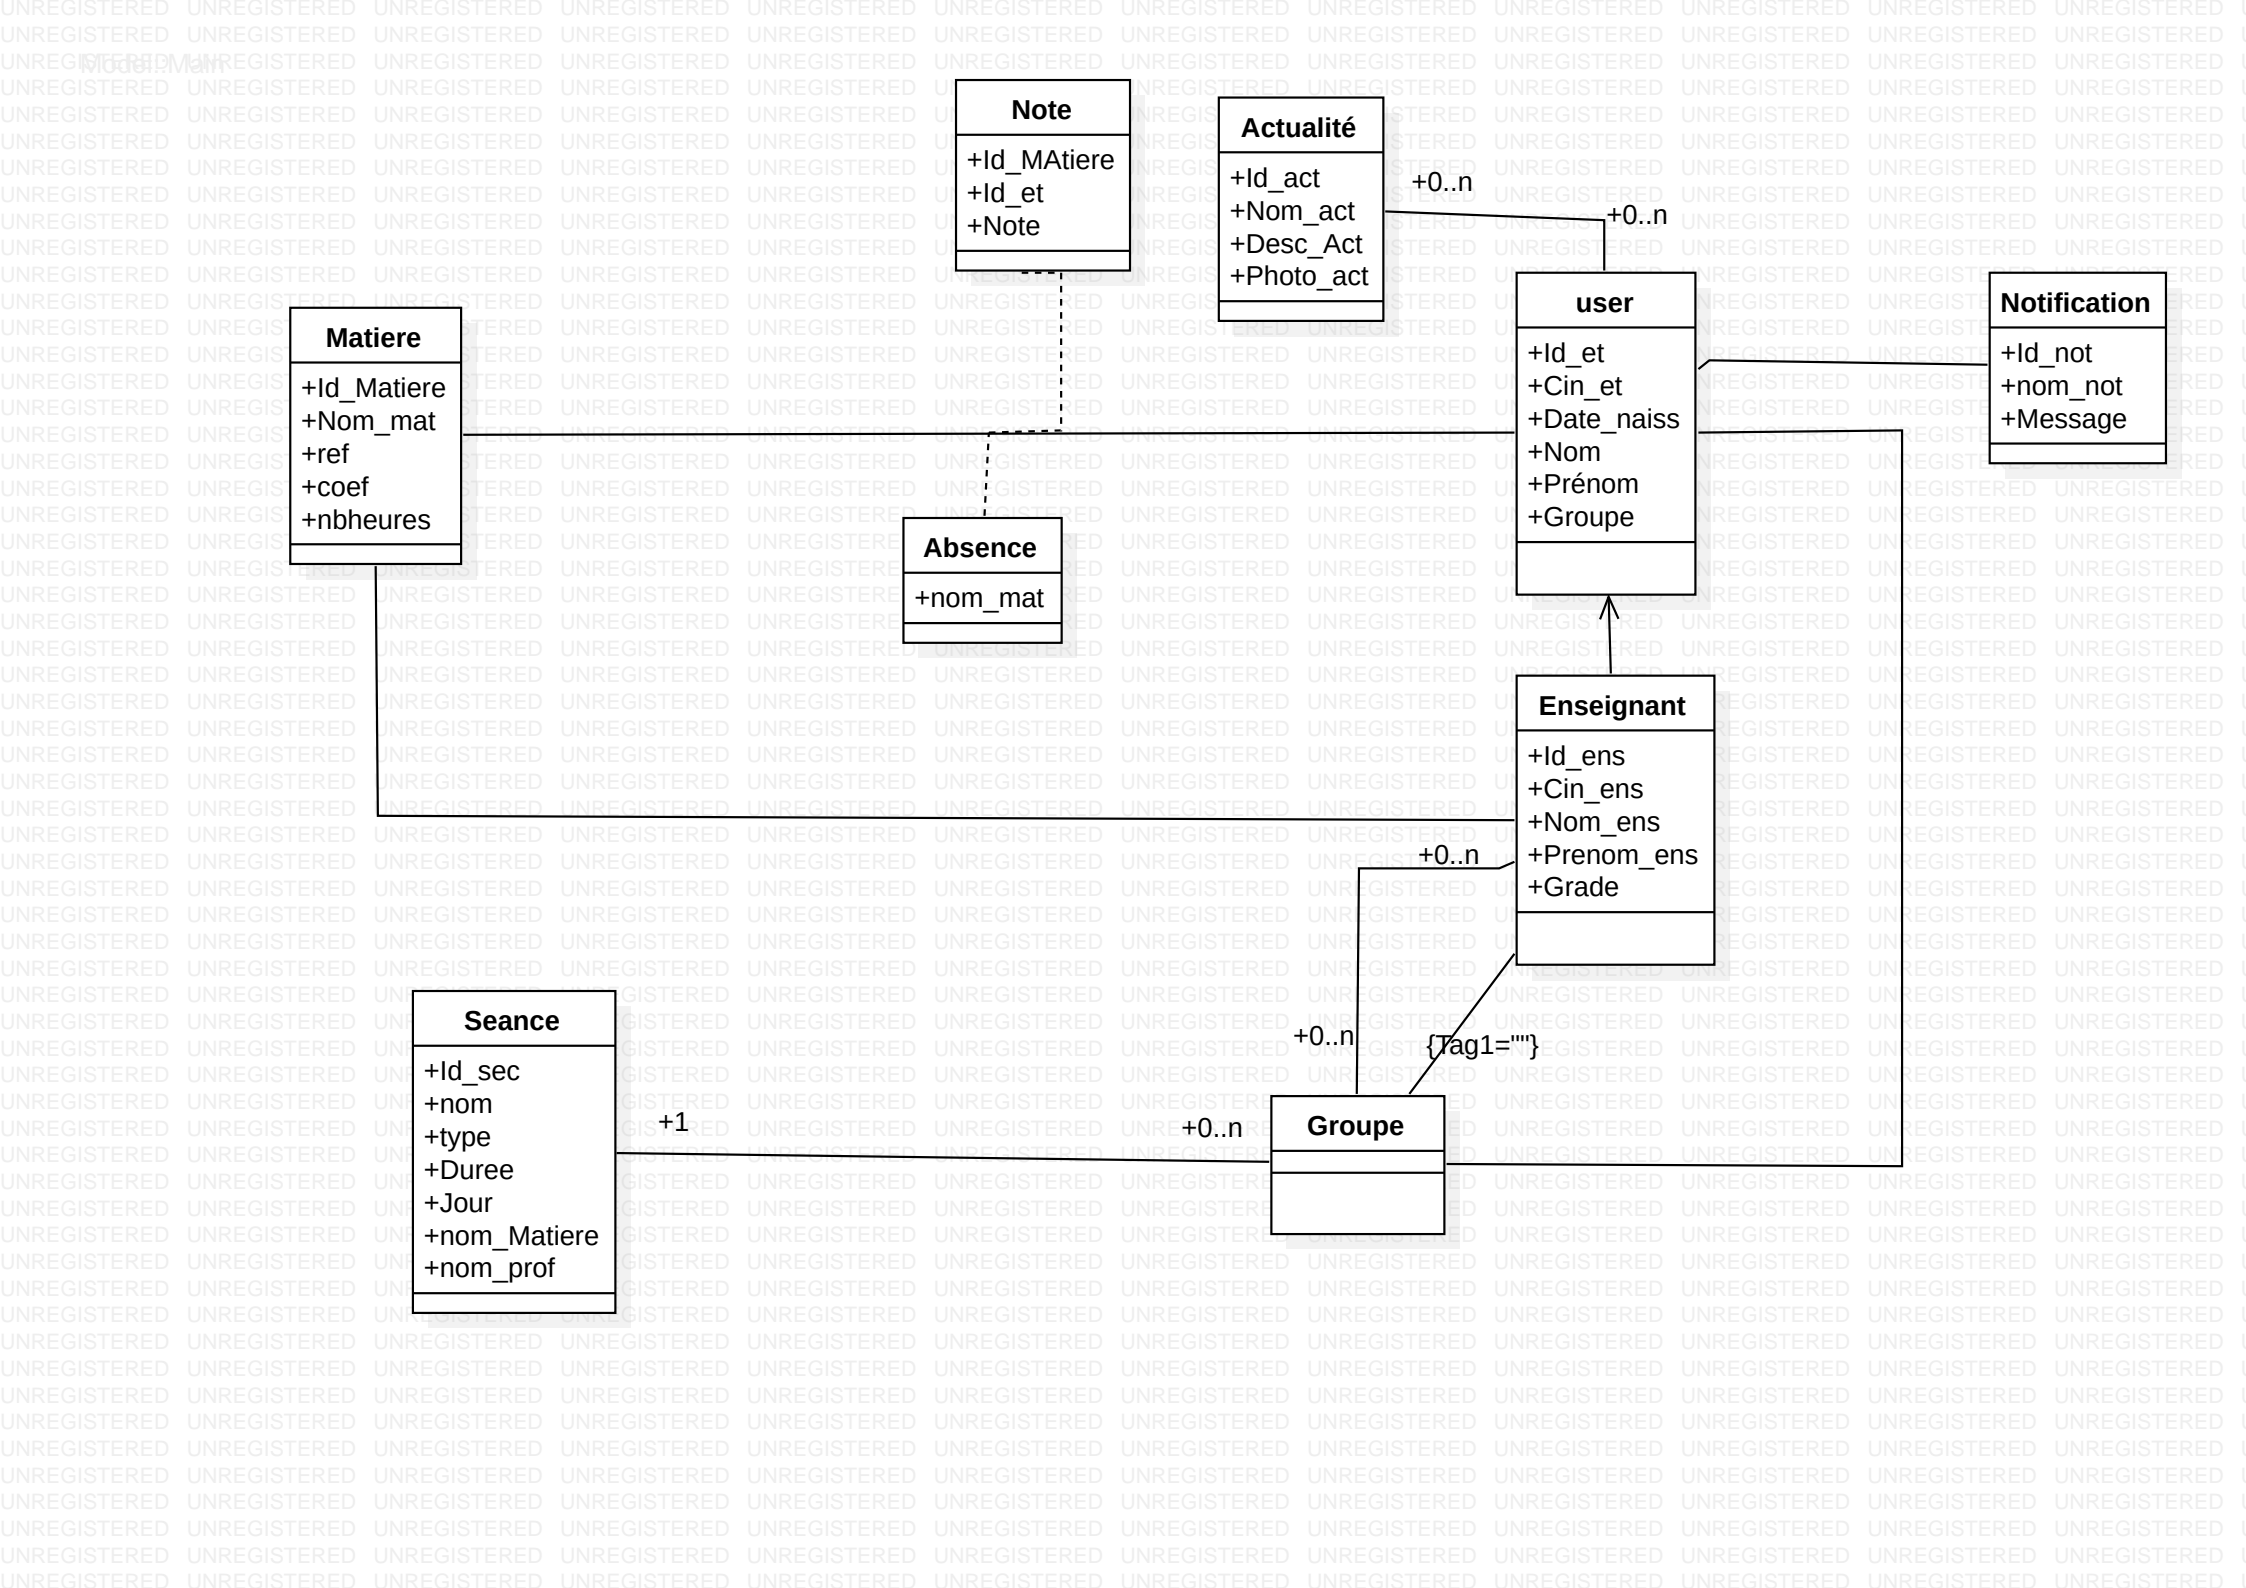 Model::Main
Note
+Id_MAtiere
+Id_et
+Note
Actualité
+Id_act
+Nom_act
+Desc_Act
+Photo_act
+0..n
+0..n
user
+Id_et
+Cin_et
+Date_naiss
+Nom
+Prénom
+Groupe
Notification
+Id_not
+nom_not
+Message
Matiere
+Id_Matiere
+Nom_mat
+ref
+coef
+nbheures
Absence
+nom_mat
Enseignant
+Id_ens
+Cin_ens
+Nom_ens
+Prenom_ens
+Grade
+0..n
+0..n
{Tag1=""}
Seance
+Id_sec
+nom
+type
+Duree
+Jour
+nom_Matiere
+nom_prof
+1
+0..n
Groupe
UNREGISTERED